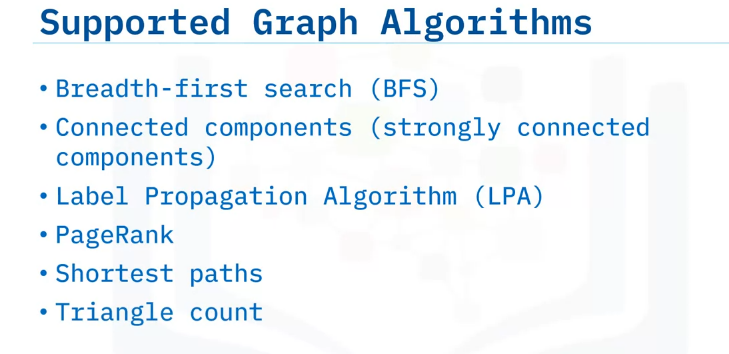 Supported Graph Algorithms
• Breadth-first search (BFS)
• Connected components (strongly connected
components)
• Label Propagation Algorithm (LPA)
• PageRank
• Shortest paths
• Triangle count